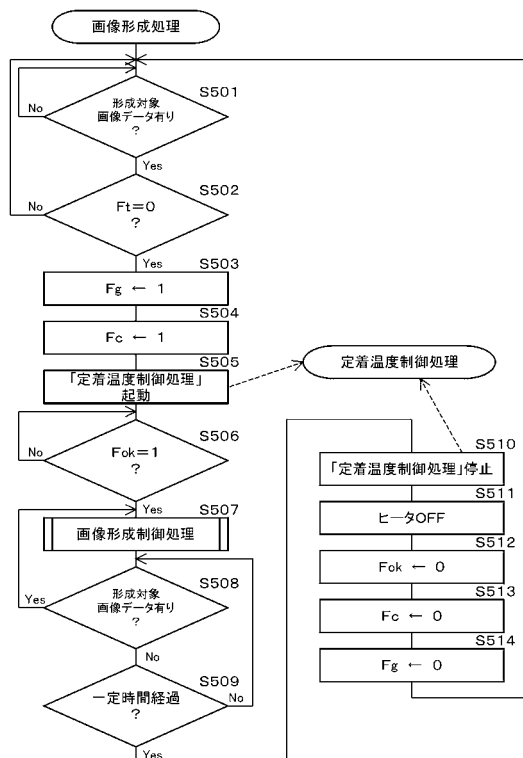 画像形成処理
S501
形成対象
画像データ有り
?
No
Yes
S502
Ft=0
?
No
Yes
S503
Fg ← 1
S504
Fc ← 1
S505
「定着温度制御処理」
起動
定着温度制御処理
S506
Fok=1
?
No
Yes
S507
画像形成制御処理
S508
形成対象
画像データ有り
?
Yes
No
S509
一定時間経過
?
No
Yes
S510
「定着温度制御処理」停止
S511
ヒータOFF
S512
Fok ← 0
S513
Fc ← 0
S514
Fg ← 0